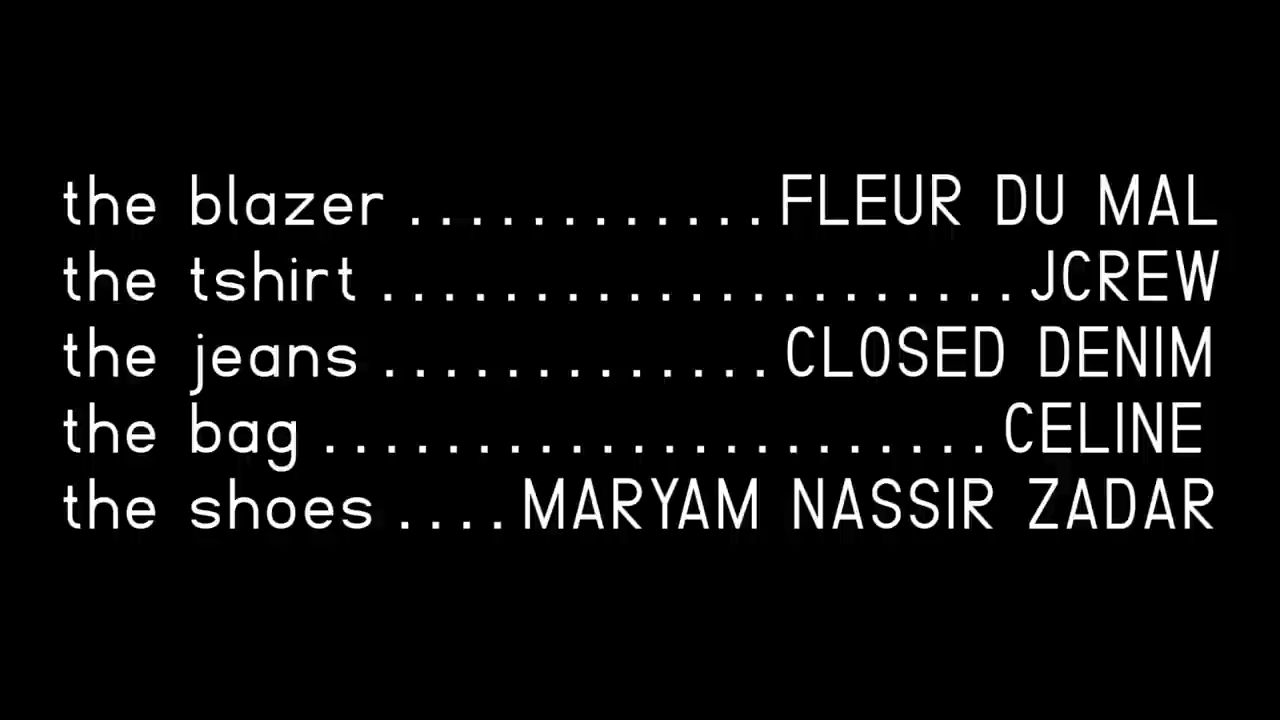 the blazer ............FLEUR DU MAL
the tshirt .....................JCREW
the jeans .............CLOSED DENIM
the bag ......................CELINE
the shoes ....MARYAM NASSIR ZADAR